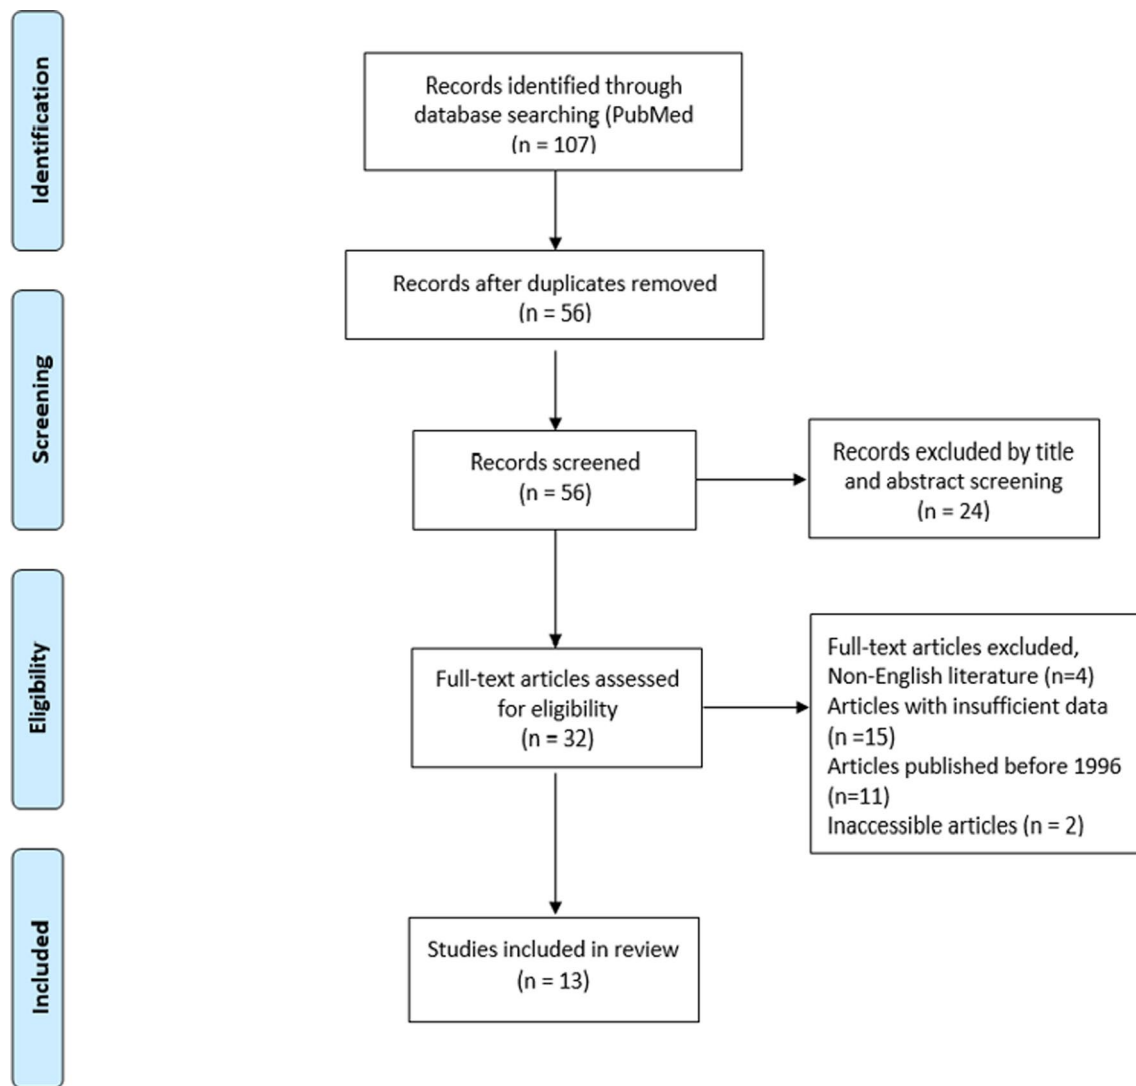 Identification
Records identified through
database searching (PubMed
(n = 107)
Records after duplicates removed
(n = 56)
Screening
Records screened
(n = 56)
Records excluded by title
and abstract screening
(n = 24)
Eligibility
Full-text articles assessed
for eligibility
(n = 32)
Full-text articles excluded,
Non-English literature (n=4)
Articles with insufficient data
(n =15)
Articles published before 1996
(n=11)
Inaccessible articles (n = 2)
Included
Studies included in review
(n = 13)